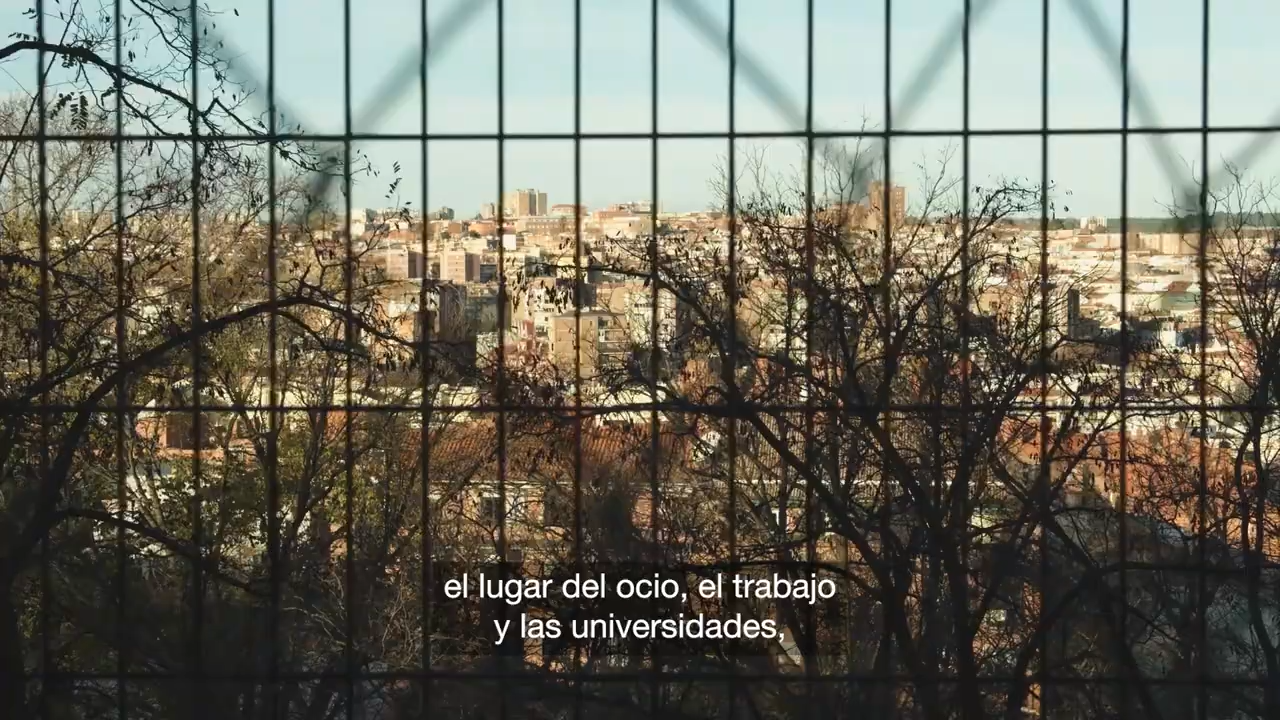 el lugar del ocio, el trabajo
y las universidades,